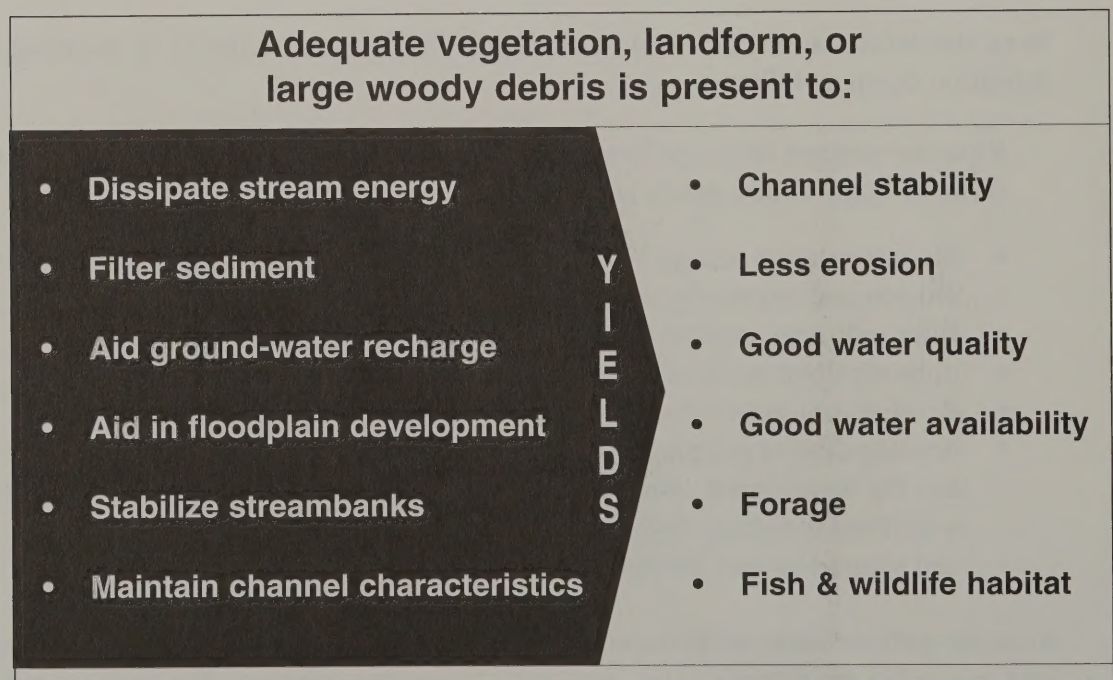 Adequate vegetation, landform, or
large woody debris is present to:
• Dissipate stream energy
• Filter sediment
• Aid ground-water recharge
• Aid in floodplain development
• Stabilize streambanks
• Maintain channel characteristics
YIELDS
• Channel stability
• Less erosion
• Good water quality
• Good water availability
• Forage
• Fish & wildlife habitat